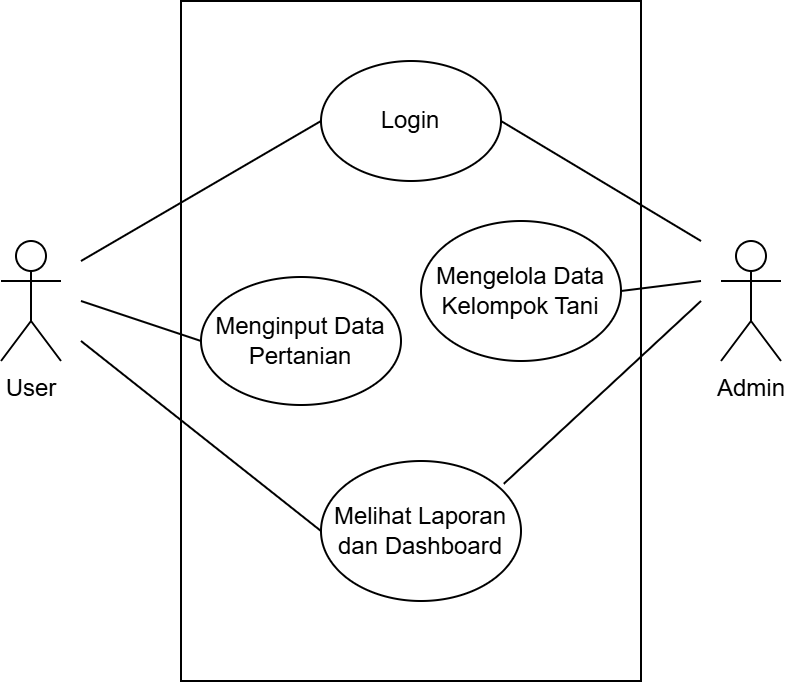 Login
Mengelola Data
Kelompok Tani
Menginput Data
Pertanian
User
Admin
Melihat Laporan
dan Dashboard